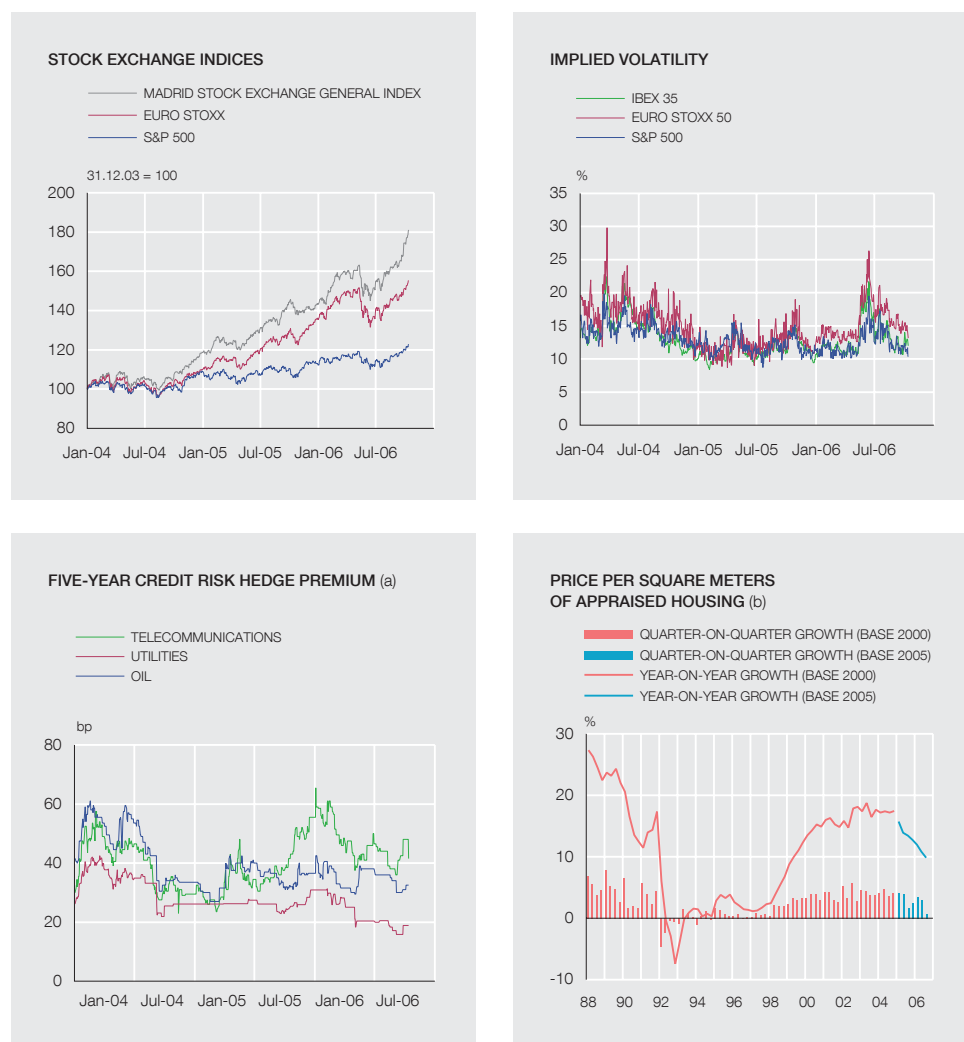 STOCK EXCHANGE INDICES
MADRID STOCK EXCHANGE GENERAL INDEX
EURO STOXX
S&P 500
31.12.03 = 100
200
180
160
140
120
100
80
Jan-04 Jul-04 Jan-05 Jul-05 Jan-06 Jul-06
IMPLIED VOLATILITY
IBEX 35
EURO STOXX 50
S&P 500
%
35
30
25
20
15
10
5
0
Jan-04 Jul-04 Jan-05 Jul-05 Jan-06 Jul-06
FIVE-YEAR CREDIT RISK HEDGE PREMIUM (a)
TELECOMMUNICATIONS
UTILITIES
OIL
bp
80
60
40
20
0
Jan-04 Jul-04 Jan-05 Jul-05 Jan-06 Jul-06
PRICE PER SQUARE METERS
OF APPRAISED HOUSING (b)
QUARTER-ON-QUARTER GROWTH (BASE 2000)
QUARTER-ON-QUARTER GROWTH (BASE 2005)
YEAR-ON-YEAR GROWTH (BASE 2000)
YEAR-ON-YEAR GROWTH (BASE 2005)
%
30
20
10
0
-10
88 90 92 94 96 98 00 02 04 06